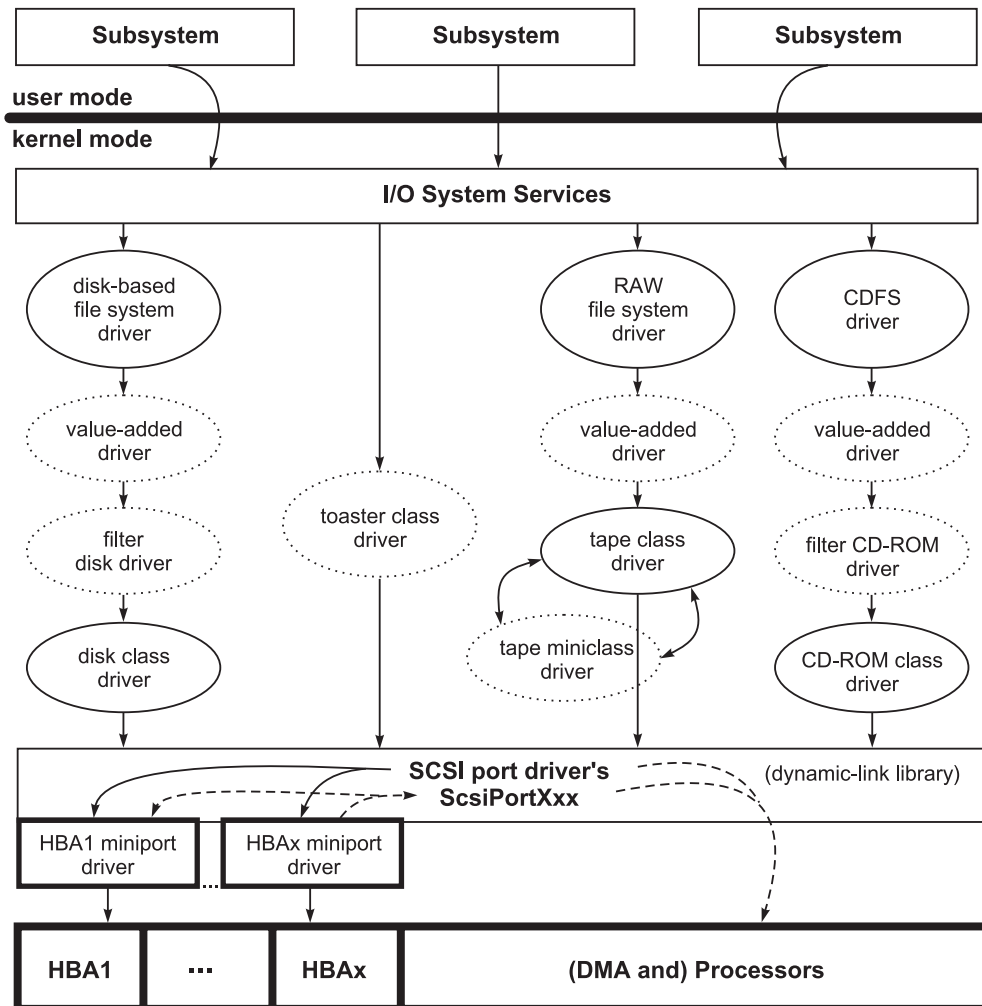 Subsystem
Subsystem
Subsystem
user mode
kernel mode
I/O System Services
disk-based
file system
driver
RAW
file system
driver
CDFS
driver
value-added
driver
value-added
driver
value-added
driver
toaster class
driver
filter
disk driver
tape class
driver
filter CD-ROM
driver
disk class
driver
tape miniclass
driver
CD-ROM class
driver
SCSI port driver's
ScsiPortXxx
(dynamic-link library)
HBA1 miniport
driver
...
HBAx miniport
driver
HBA1
...
HBAx
(DMA and) Processors